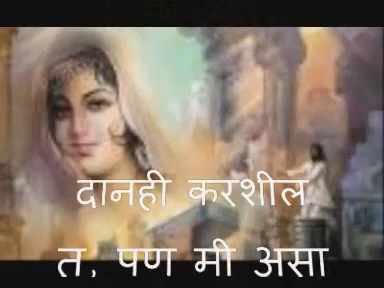 दानही करशील
त, पण मी असा